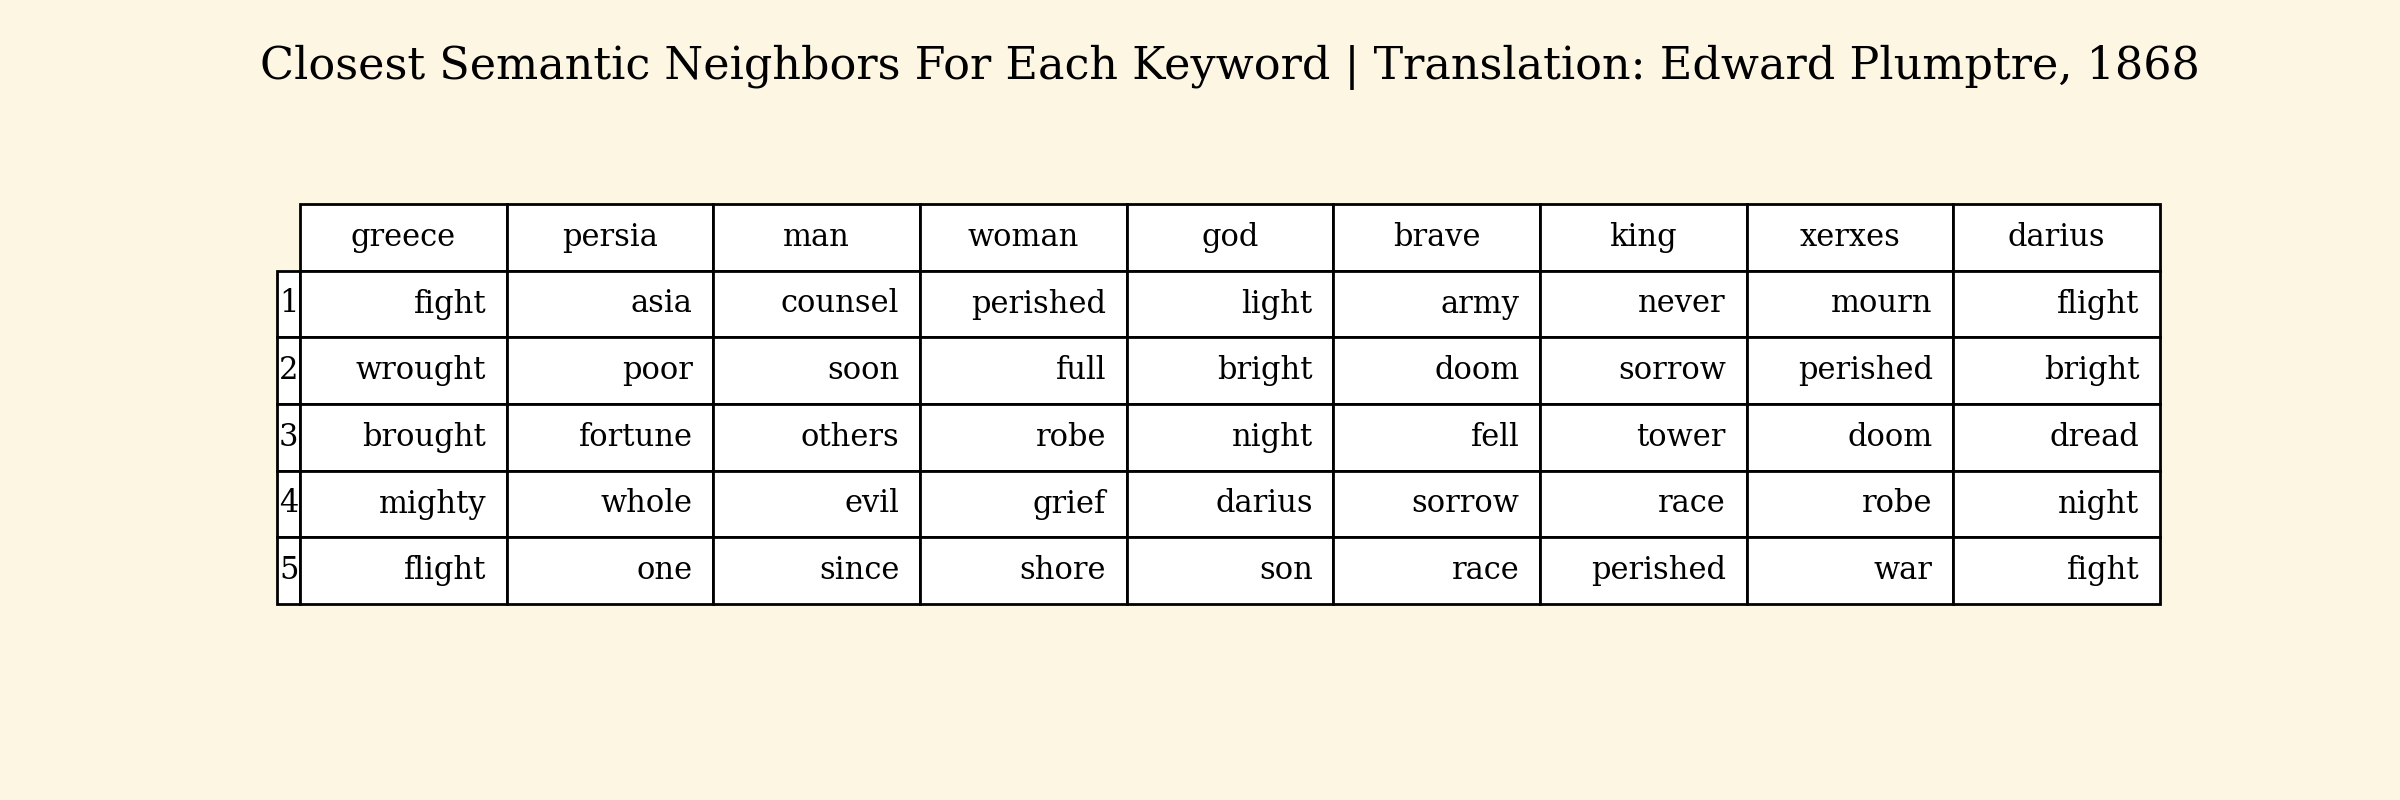 Closest Semantic Neighbors For Each Keyword | Translation: Edward Plumptre, 1868
greece persia man woman god brave king xerxes darius
1 fight asia counsel perished light army never mourn flight
2 wrought poor soon full bright doom sorrow perished bright
3 brought fortune others robe night fell tower doom dread
4 mighty whole evil grief darius sorrow race robe night
5 flight one since shore son race perished war fight